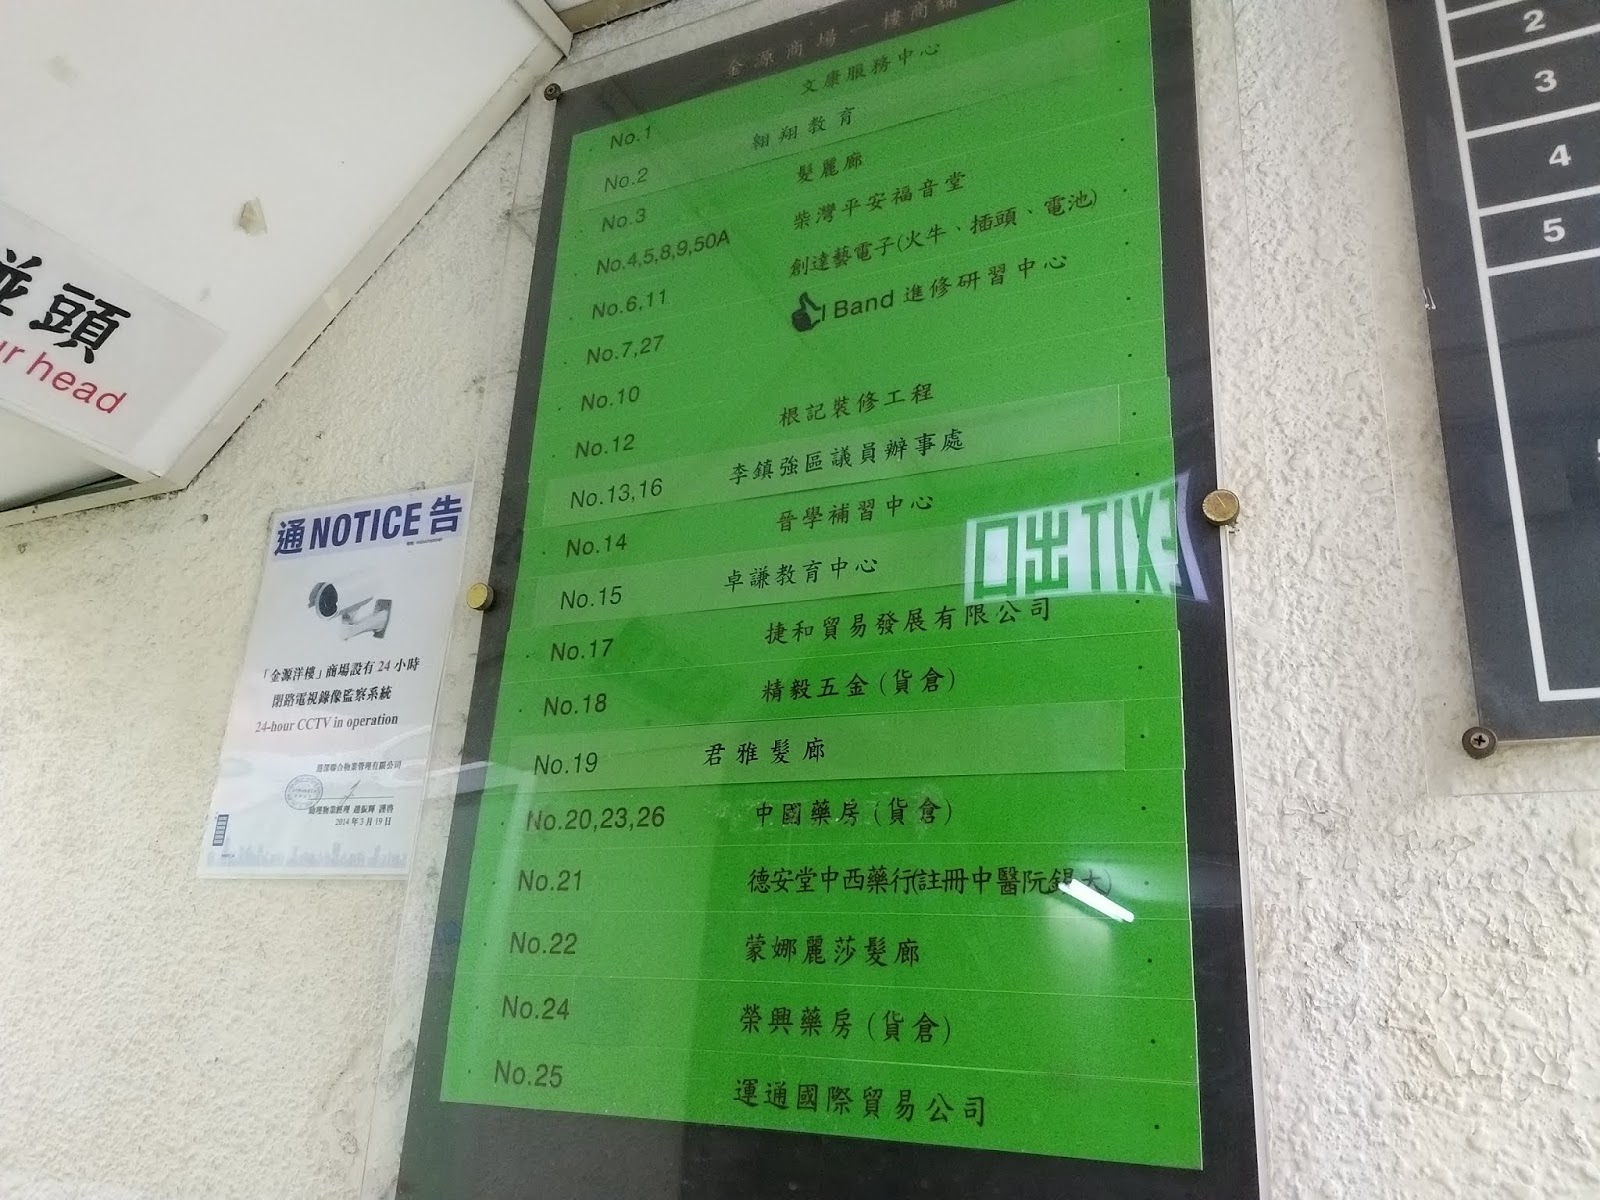 金源商場一樓商舖
No.1 文康服務中心
No.2 翱翔教育
No.3 髮麗廊
No.4,5,8,9,50A 柴灣平安福音堂
No.6,11 創達藝電子(火牛、插頭、電池)
No.7,27 I Band 進修研習中心
No.10
No.12 根記裝修工程
No.13,16 李鎮強區議員辦事處
No.14 晉學補習中心
No.15 卓謙教育中心
No.17 捷和貿易發展有限公司
No.18 精毅五金(貨倉)
No.19 君雅髮廊
No.20,23,26 中國藥房(貨倉)
No.21 德安堂中西藥行(註冊中醫阮錫大)
No.22 蒙娜麗莎髮廊
No.24 榮興藥房(貨倉)
No.25 運通國際貿易公司
EXIT 出口
碰頭
ur head
通 NOTICE 告
「金源洋樓」商場設有 24 小時
閉路電視錄像監察系統
24-hour CCTV in operation
2014 年 3 月 19 日
2
3
4
5